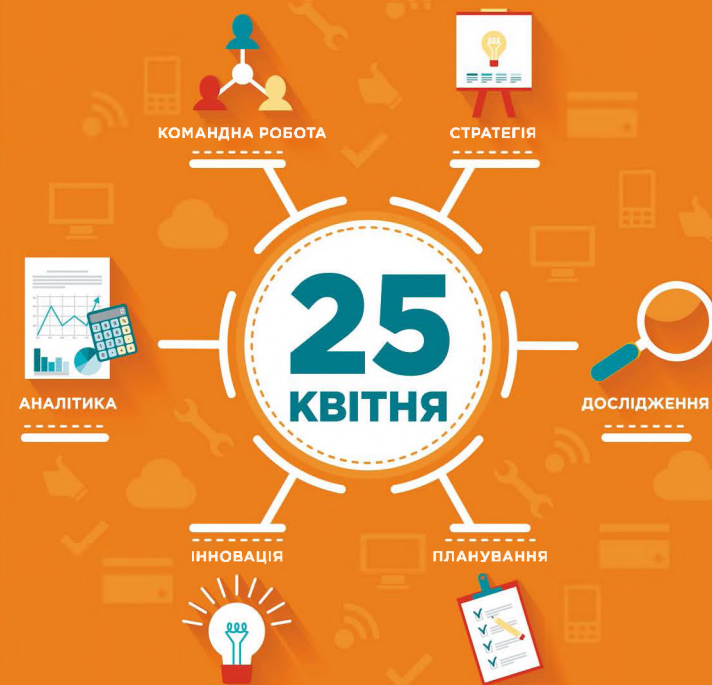 КОМАНДНА РОБОТА
СТРАТЕГІЯ
25
КВІТНЯ
АНАЛІТИКА
ДОСЛІДЖЕННЯ
ІННОВАЦІЯ
ПЛАНУВАННЯ